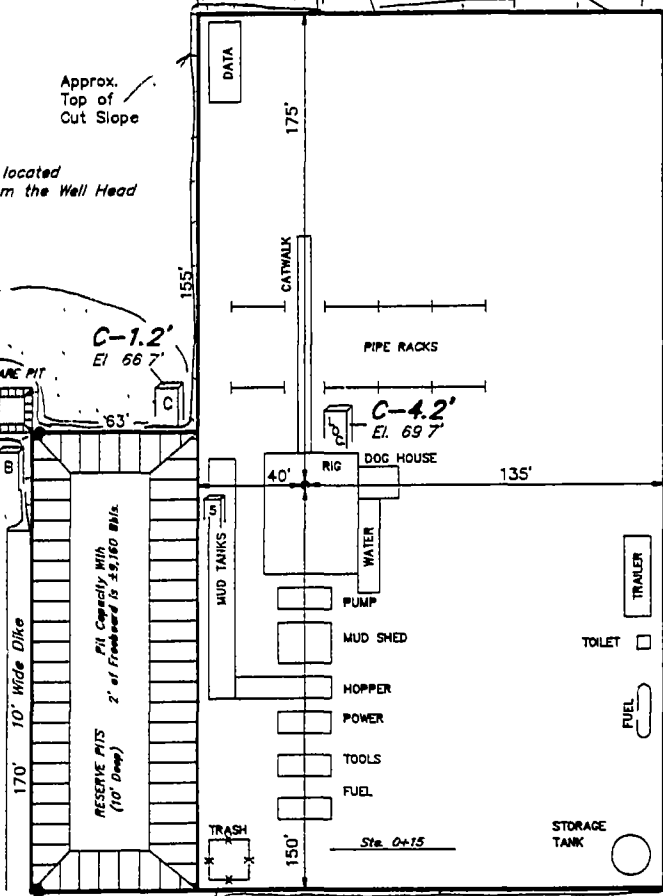 DATA
Approx.
Top of
Cut Slope
175'
located
m the Well Head
CATWALK
155'
C-1.2'
El 66 7'
PIPE RACKS
ARE PIT
C
C-4.2'
El. 69 7'
63'
DOG HOUSE
RIG
B
40'
135'
S
MUD TANKS
WATER
TRAILER
Pit Capacity With
2' of Freeboard is ±9,160 Bbls.
PUMP
MUD SHED
TOILET
10' Wide Dike
HOPPER
FUEL
POWER
RESERVE PITS
(10' Deep)
TOOLS
170'
FUEL
TRASH
150'
Sta. 0+15
STORAGE
TANK